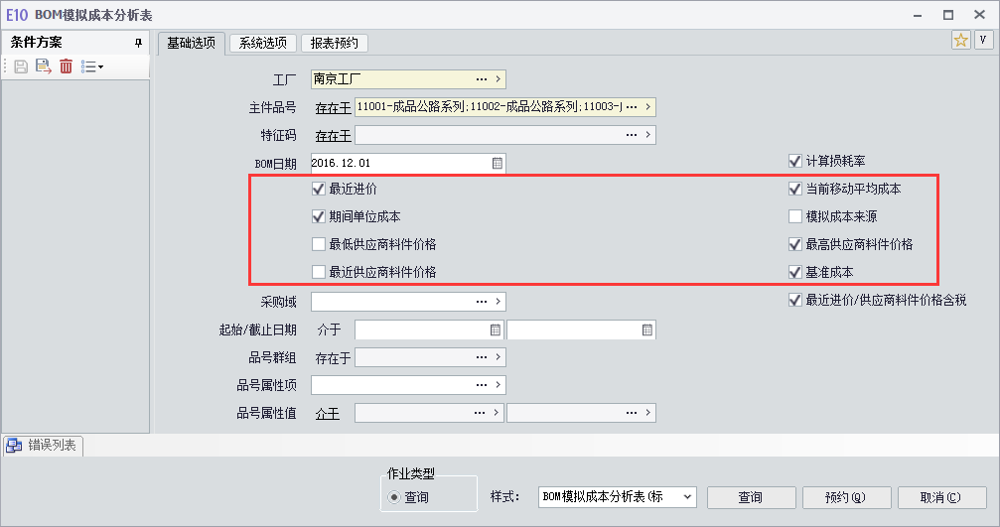 E10 BOM模拟成本分析表
条件方案
基础选项 系统选项 报表预约 V
工厂 南京工厂
主件品号 存在于 11001-成品公路系列;11002-成品公路系列;11003-
特征码 存在于
BOM日期 2016.12.01 计算损耗率
最近进价 当前移动平均成本
期间单位成本 模拟成本来源
最低供应商料件价格 最高供应商料件价格
最近供应商料件价格 基准成本
采购域 最近进价/供应商料件价格含税
起始/截止日期 介于
品号群组 存在于
品号属性项
品号属性值 介于
错误列表
作业类型
查询 样式： BOM模拟成本分析表(标 查询 预约(Q) 取消(C)